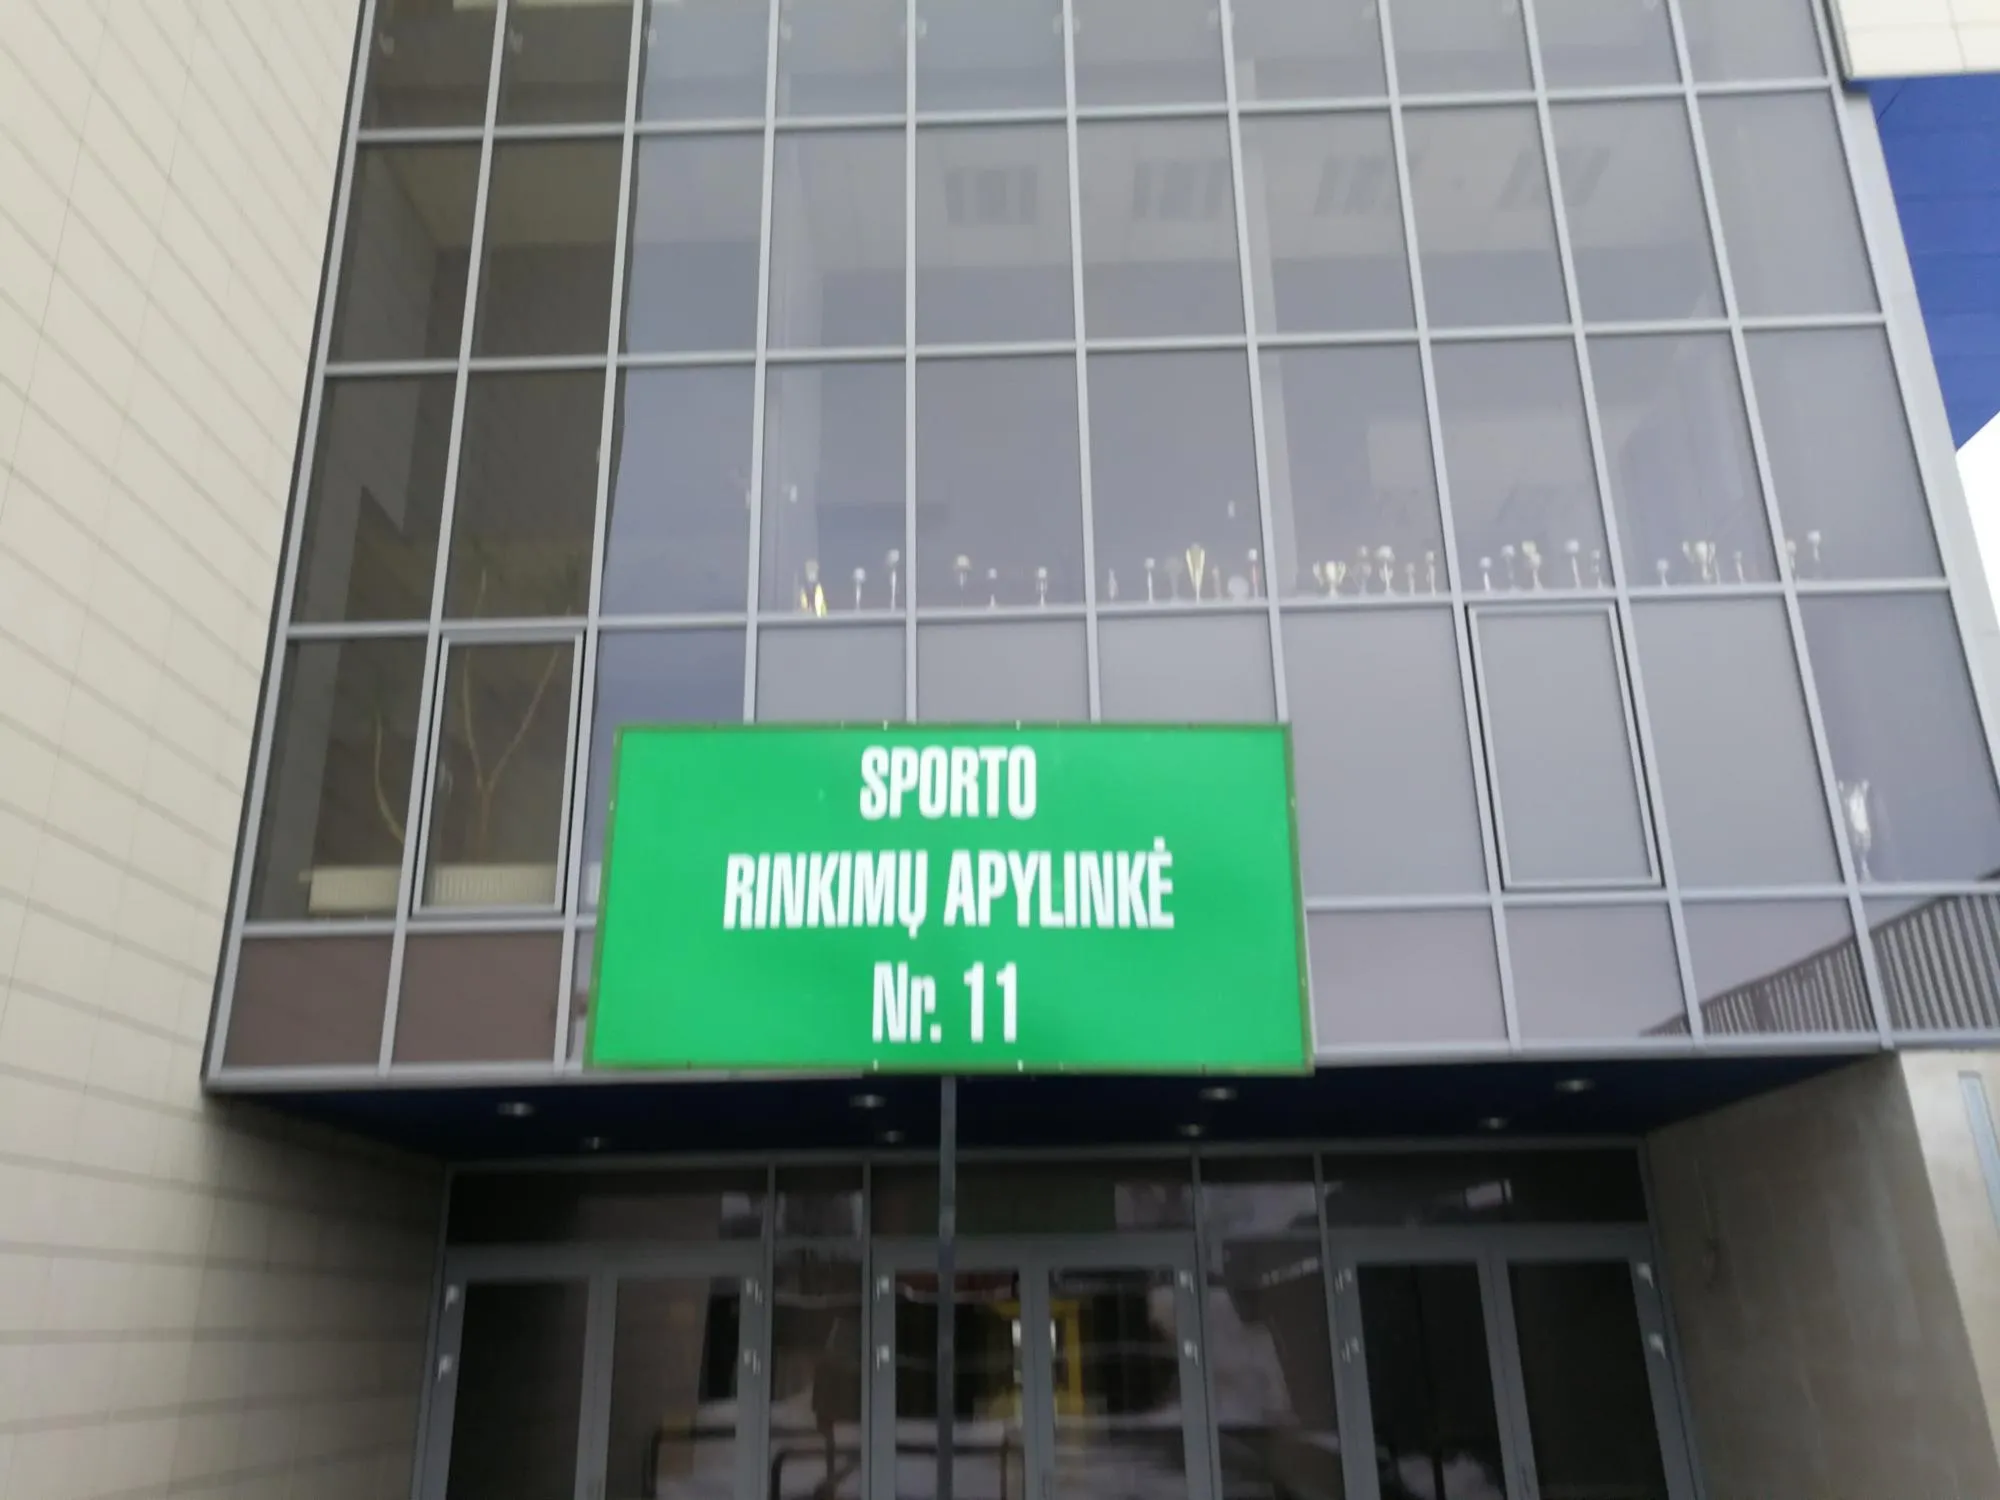 SPORTO
RINKIMŲ APYLINKĖ
Nr. 11